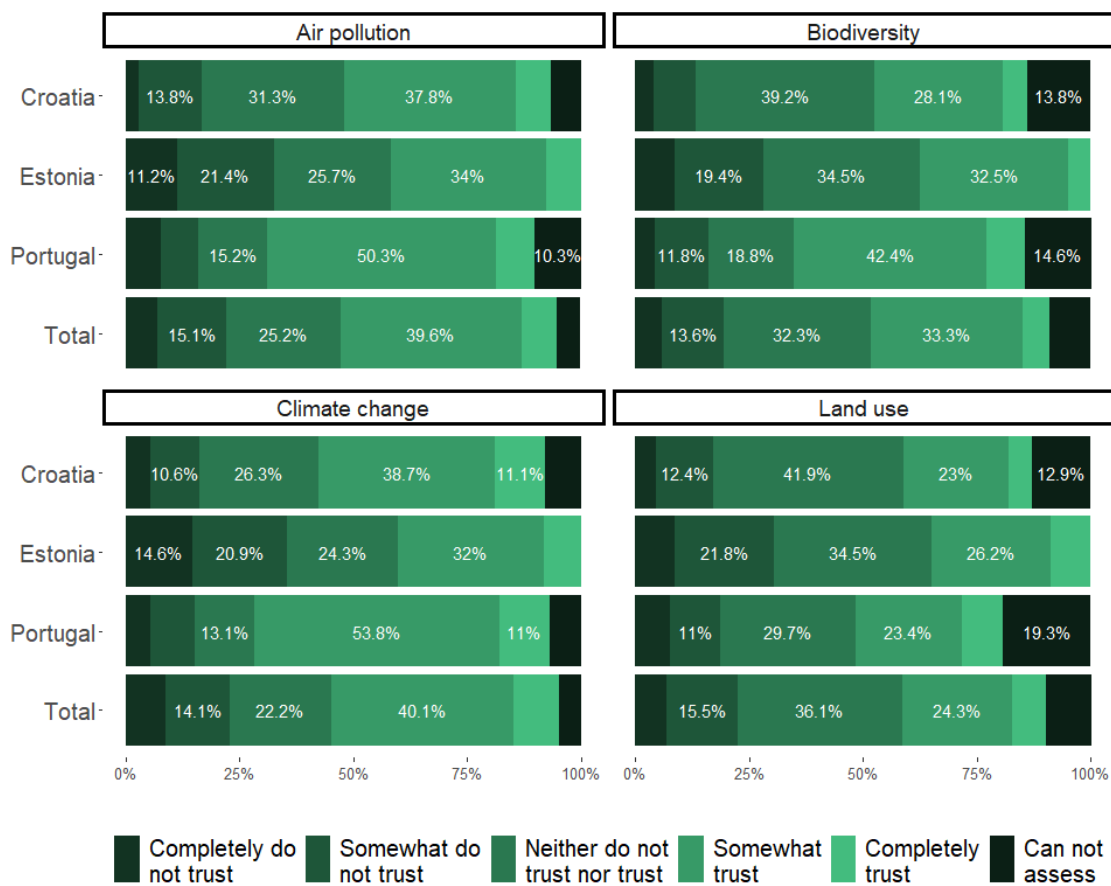 Air pollution
Biodiversity
Croatia
13.8%
31.3%
37.8%
39.2%
28.1%
13.8%
Estonia
11.2%
21.4%
25.7%
34%
19.4%
34.5%
32.5%
Portugal
15.2%
50.3%
10.3%
11.8%
18.8%
42.4%
14.6%
Total
15.1%
25.2%
39.6%
13.6%
32.3%
33.3%
Climate change
Land use
Croatia
10.6%
26.3%
38.7%
11.1%
12.4%
41.9%
23%
12.9%
Estonia
14.6%
20.9%
24.3%
32%
21.8%
34.5%
26.2%
Portugal
13.1%
53.8%
11%
11%
29.7%
23.4%
19.3%
Total
14.1%
22.2%
40.1%
15.5%
36.1%
24.3%
0%
25%
50%
75%
100%
0%
25%
50%
75%
100%
Completely do
not trust
Somewhat do
not trust
Neither do not
trust nor trust
Somewhat
trust
Completely
trust
Can not
assess